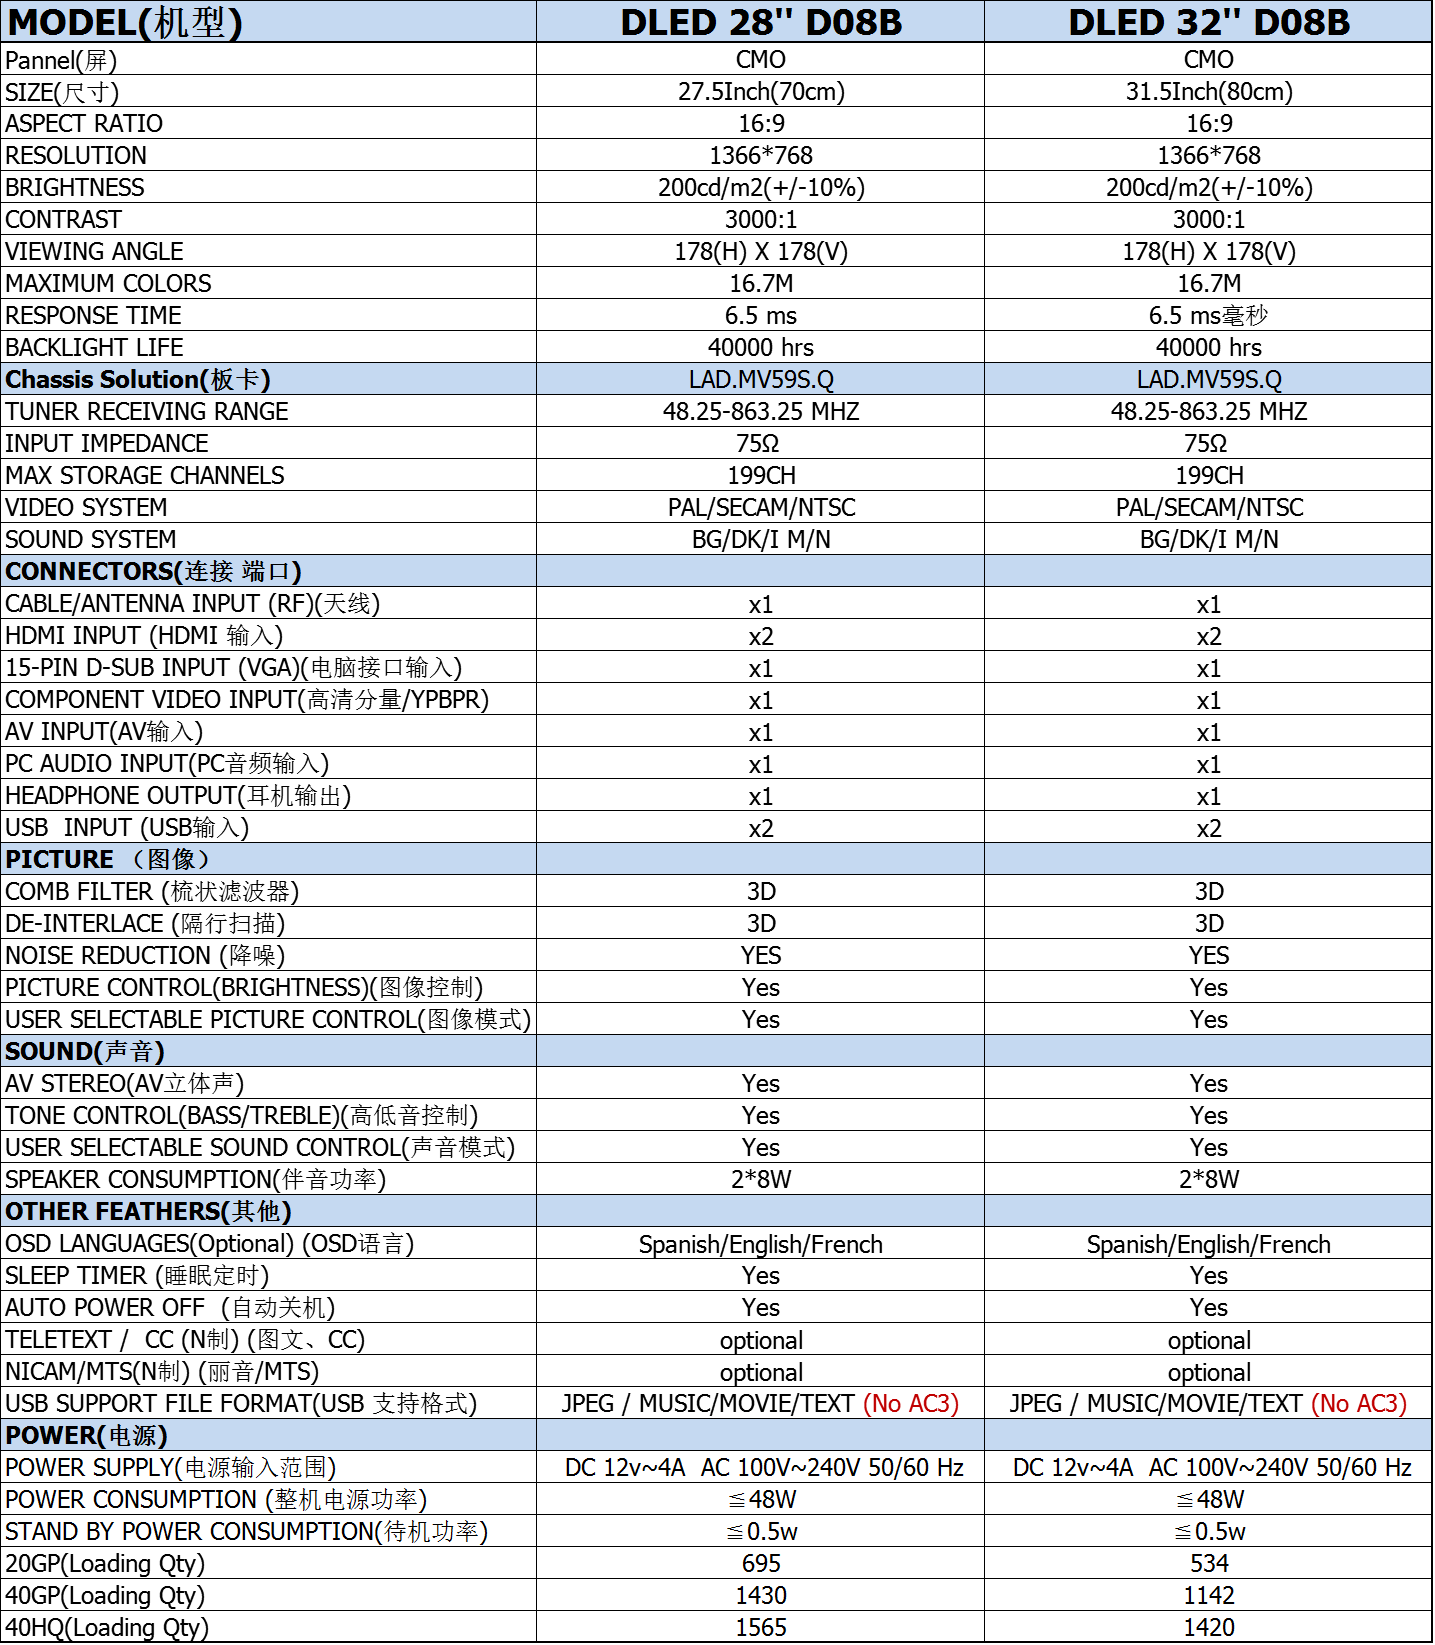 MODEL(机型) DLED 28" D08B DLED 32" D08B
Pannel(屏) CMO CMO
SIZE(尺寸) 27.5Inch(70cm) 31.5Inch(80cm)
ASPECT RATIO 16:9 16:9
RESOLUTION 1366*768 1366*768
BRIGHTNESS 200cd/m2(+/-10%) 200cd/m2(+/-10%)
CONTRAST 3000:1 3000:1
VIEWING ANGLE 178(H) X 178(V) 178(H) X 178(V)
MAXIMUM COLORS 16.7M 16.7M
RESPONSE TIME 6.5 ms 6.5 ms毫秒
BACKLIGHT LIFE 40000 hrs 40000 hrs
Chassis Solution(板卡) LAD.MV59S.Q LAD.MV59S.Q
TUNER RECEIVING RANGE 48.25-863.25 MHZ 48.25-863.25 MHZ
INPUT IMPEDANCE 75Ω 75Ω
MAX STORAGE CHANNELS 199CH 199CH
VIDEO SYSTEM PAL/SECAM/NTSC PAL/SECAM/NTSC
SOUND SYSTEM BG/DK/I M/N BG/DK/I M/N
CONNECTORS(连接 端口)
CABLE/ANTENNA INPUT (RF)(天线) x1 x1
HDMI INPUT (HDMI 输入) x2 x2
15-PIN D-SUB INPUT (VGA)(电脑接口输入) x1 x1
COMPONENT VIDEO INPUT(高清分量/YPBPR) x1 x1
AV INPUT(AV输入) x1 x1
PC AUDIO INPUT(PC音频输入) x1 x1
HEADPHONE OUTPUT(耳机输出) x1 x1
USB  INPUT (USB输入) x2 x2
PICTURE （图像）
COMB FILTER (梳状滤波器) 3D 3D
DE-INTERLACE (隔行扫描) 3D 3D
NOISE REDUCTION (降噪) YES YES
PICTURE CONTROL(BRIGHTNESS)(图像控制) Yes Yes
USER SELECTABLE PICTURE CONTROL(图像模式) Yes Yes
SOUND(声音)
AV STEREO(AV立体声) Yes Yes
TONE CONTROL(BASS/TREBLE)(高低音控制) Yes Yes
USER SELECTABLE SOUND CONTROL(声音模式) Yes Yes
SPEAKER CONSUMPTION(伴音功率) 2*8W 2*8W
OTHER FEATHERS(其他)
OSD LANGUAGES(Optional) (OSD语言) Spanish/English/French Spanish/English/French
SLEEP TIMER (睡眠定时) Yes Yes
AUTO POWER OFF  (自动关机) Yes Yes
TELETEXT /  CC (N制) (图文、CC) optional optional
NICAM/MTS(N制) (丽音/MTS) optional optional
USB SUPPORT FILE FORMAT(USB 支持格式) JPEG / MUSIC/MOVIE/TEXT (No AC3) JPEG / MUSIC/MOVIE/TEXT (No AC3)
POWER(电源)
POWER SUPPLY(电源输入范围) DC 12v~4A  AC 100V~240V 50/60 Hz DC 12v~4A  AC 100V~240V 50/60 Hz
POWER CONSUMPTION (整机电源功率) ≦48W ≦48W
STAND BY POWER CONSUMPTION(待机功率) ≦0.5w ≦0.5w
20GP(Loading Qty) 695 534
40GP(Loading Qty) 1430 1142
40HQ(Loading Qty) 1565 1420